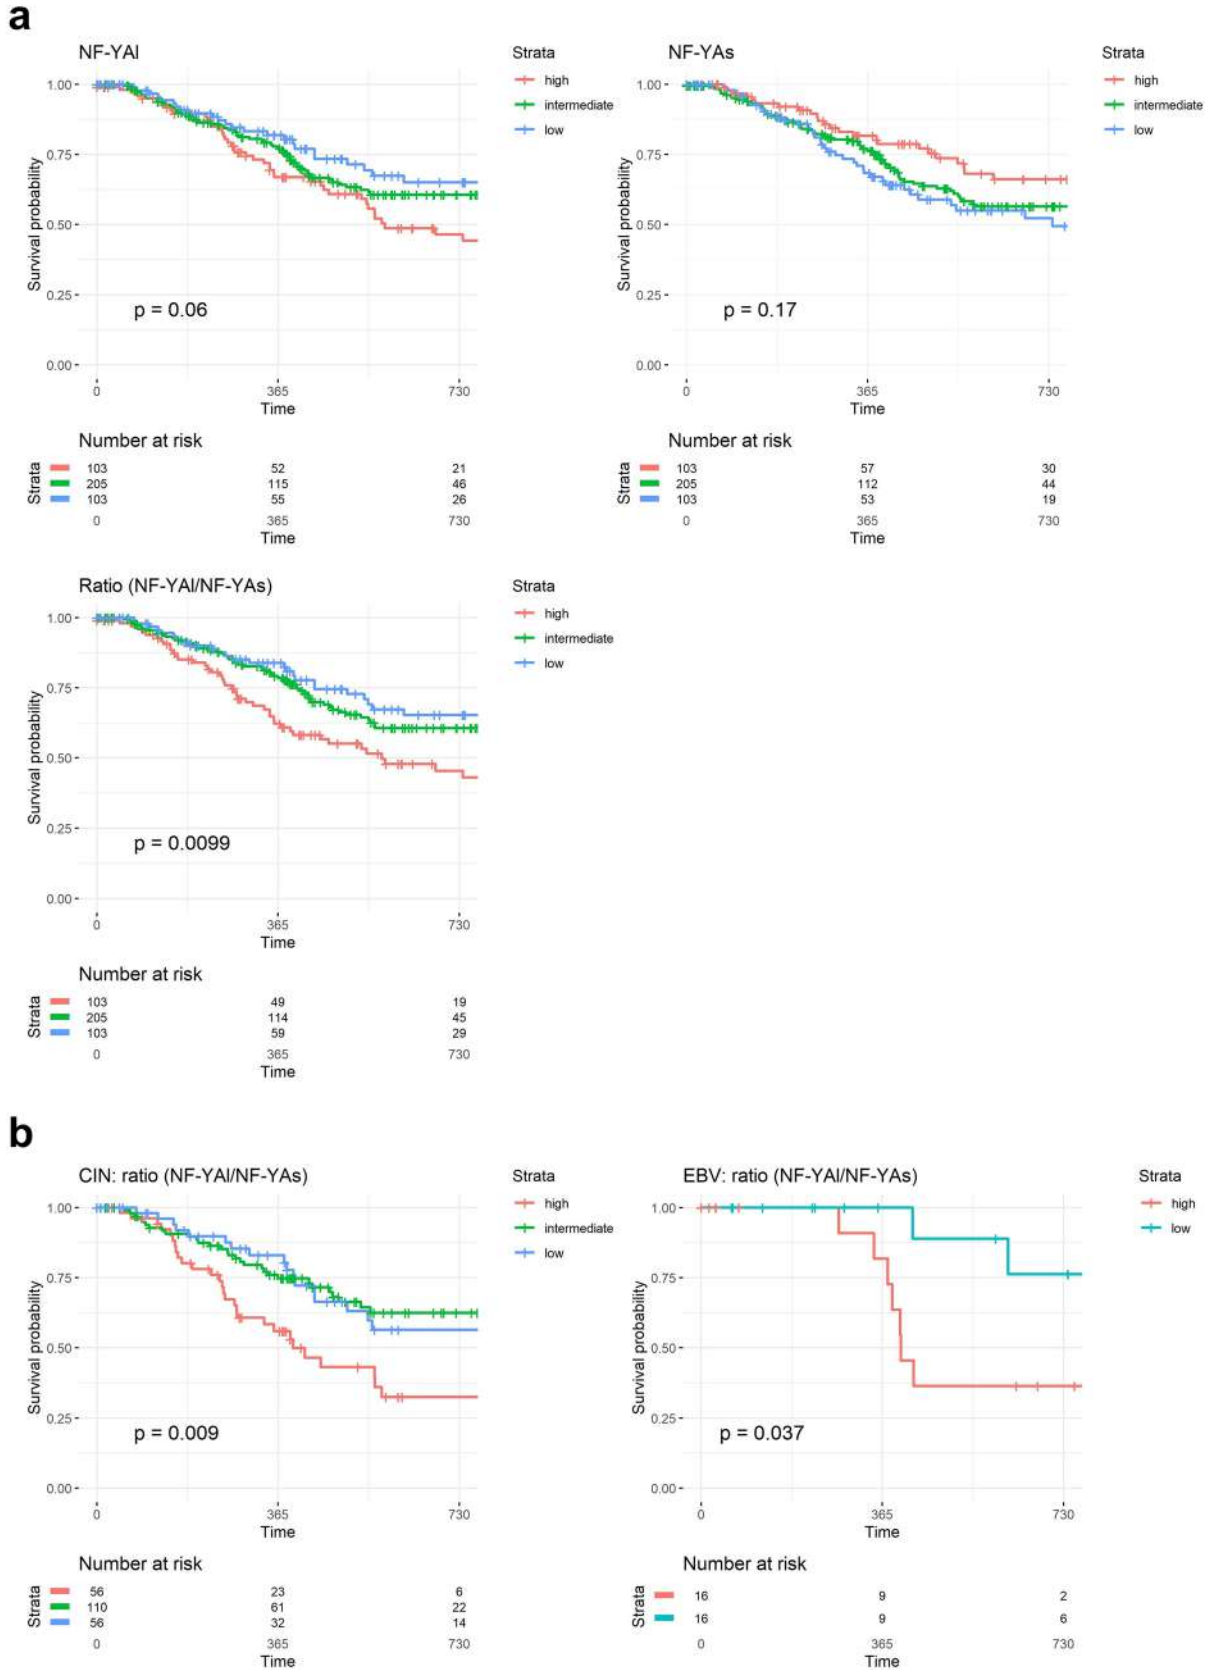 a
NF-YAl
Strata
high
intermediate
low
1.00
0.75
0.50
0.25
0.00
Survival probability
p = 0.06
0 365 730
Time
Number at risk
Strata
103 52 21
205 115 46
103 55 26
0 365 730
Time
NF-YAs
Strata
high
intermediate
low
1.00
0.75
0.50
0.25
0.00
Survival probability
p = 0.17
0 365 730
Time
Number at risk
Strata
103 57 30
205 112 44
103 53 19
0 365 730
Time
Ratio (NF-YAl/NF-YAs)
Strata
high
intermediate
low
1.00
0.75
0.50
0.25
0.00
Survival probability
p = 0.0099
0 365 730
Time
Number at risk
Strata
103 49 19
205 114 45
103 59 29
0 365 730
Time
b
CIN: ratio (NF-YAl/NF-YAs)
Strata
high
intermediate
low
1.00
0.75
0.50
0.25
0.00
Survival probability
p = 0.009
0 365 730
Time
Number at risk
Strata
56 23 6
110 61 22
56 32 14
0 365 730
Time
EBV: ratio (NF-YAl/NF-YAs)
Strata
high
low
1.00
0.75
0.50
0.25
0.00
Survival probability
p = 0.037
0 365 730
Time
Number at risk
Strata
16 9 2
16 9 6
0 365 730
Time